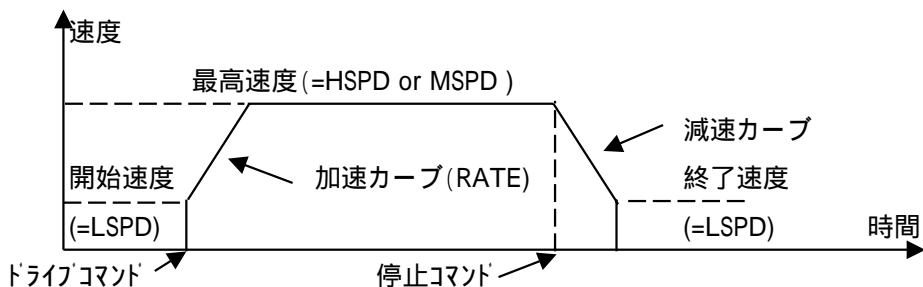 速度
最高速度(=HSPD or MSPD )
減速カーブ
開始速度
加速カーブ(RATE)
終了速度
(=LSPD)
(=LSPD)
時間
ﾄﾞﾗｲﾌﾞｺﾏﾝﾄﾞ
停止ｺﾏﾝﾄﾞ